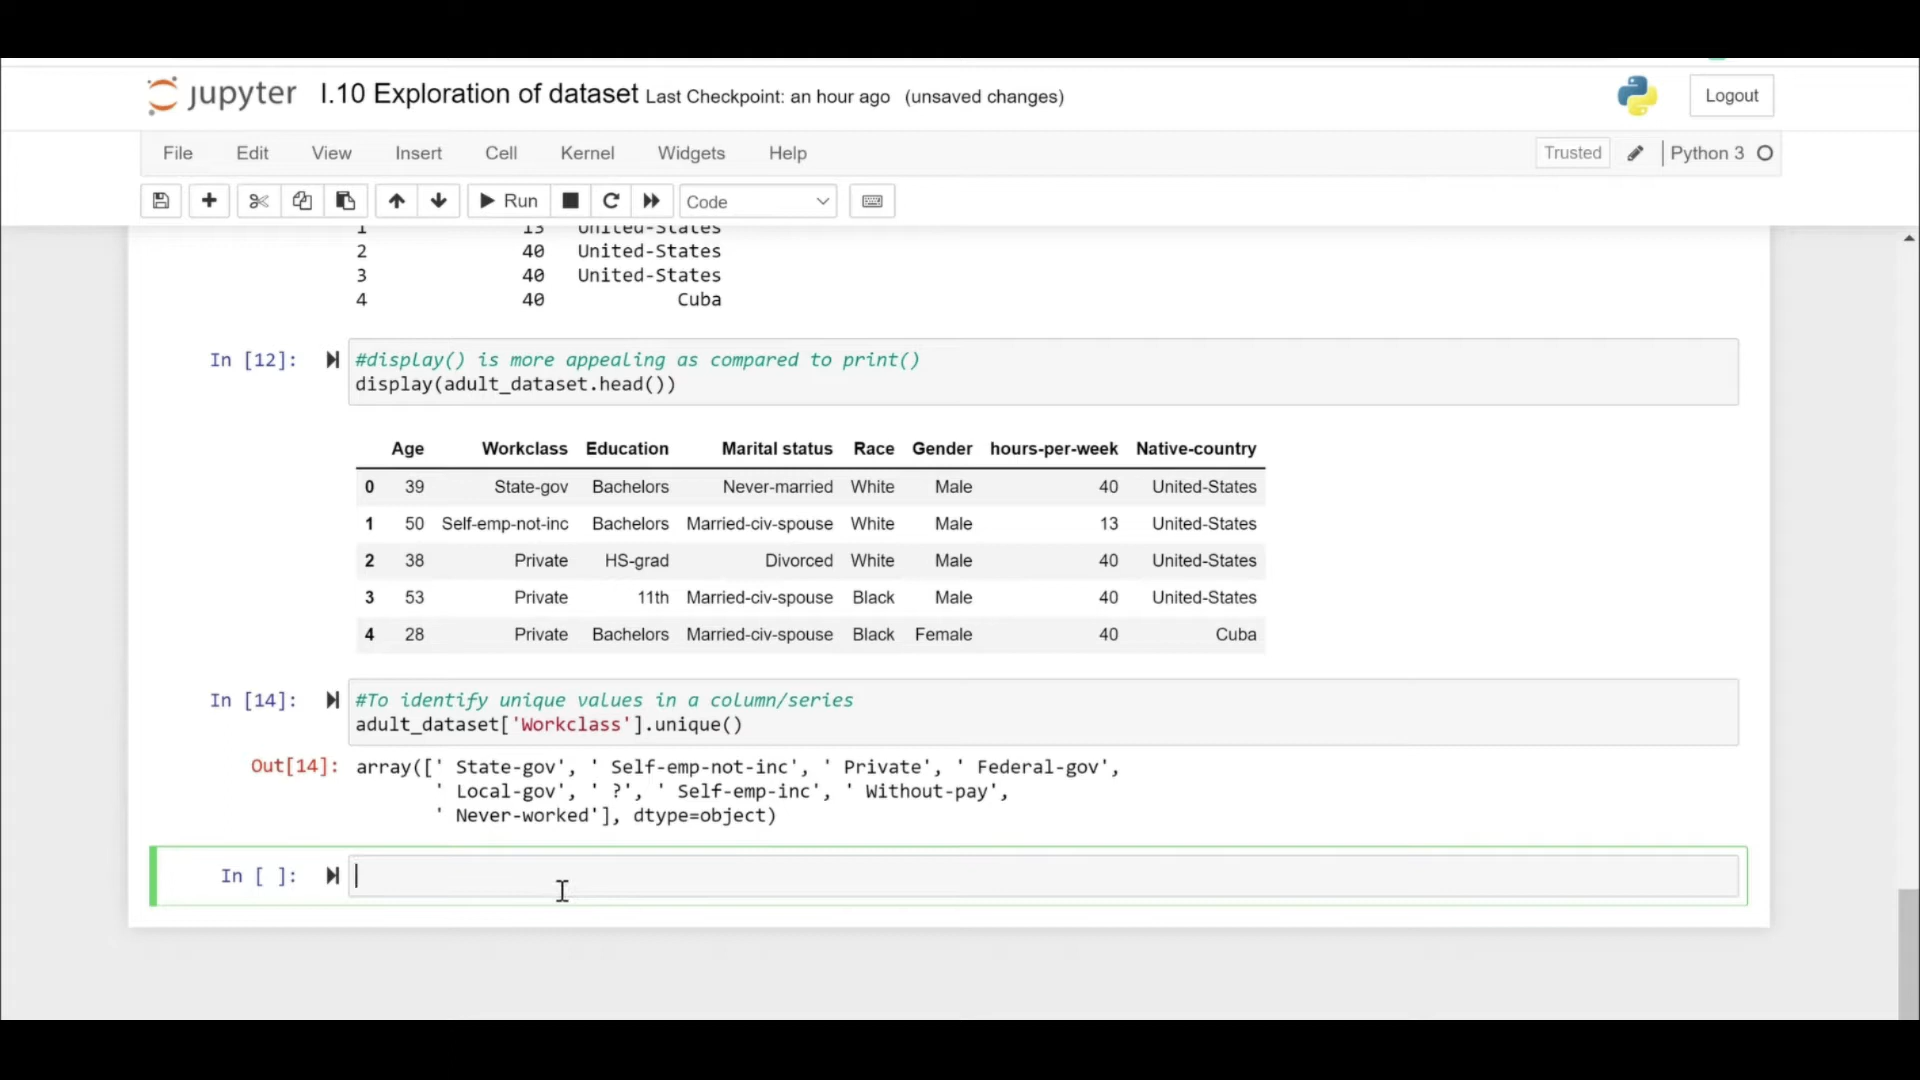 jupyter I.10 Exploration of dataset Last Checkpoint: an hour ago (unsaved changes) Logout
File Edit View Insert Cell Kernel Widgets Help Trusted Python 3
Run Code
1 13 United-States
2 40 United-States
3 40 United-States
4 40 Cuba
In [12]: #display() is more appealing as compared to print()
display(adult_dataset.head())
Age Workclass Education Marital status Race Gender hours-per-week Native-country
0 39 State-gov Bachelors Never-married White Male 40 United-States
1 50 Self-emp-not-inc Bachelors Married-civ-spouse White Male 13 United-States
2 38 Private HS-grad Divorced White Male 40 United-States
3 53 Private 11th Married-civ-spouse Black Male 40 United-States
4 28 Private Bachelors Married-civ-spouse Black Female 40 Cuba
In [14]: #To identify unique values in a column/series
adult_dataset['Workclass'].unique()
Out[14]: array([' State-gov', ' Self-emp-not-inc', ' Private', ' Federal-gov',
' Local-gov', ' ?', ' Self-emp-inc', ' Without-pay',
' Never-worked'], dtype=object)
In [ ]: